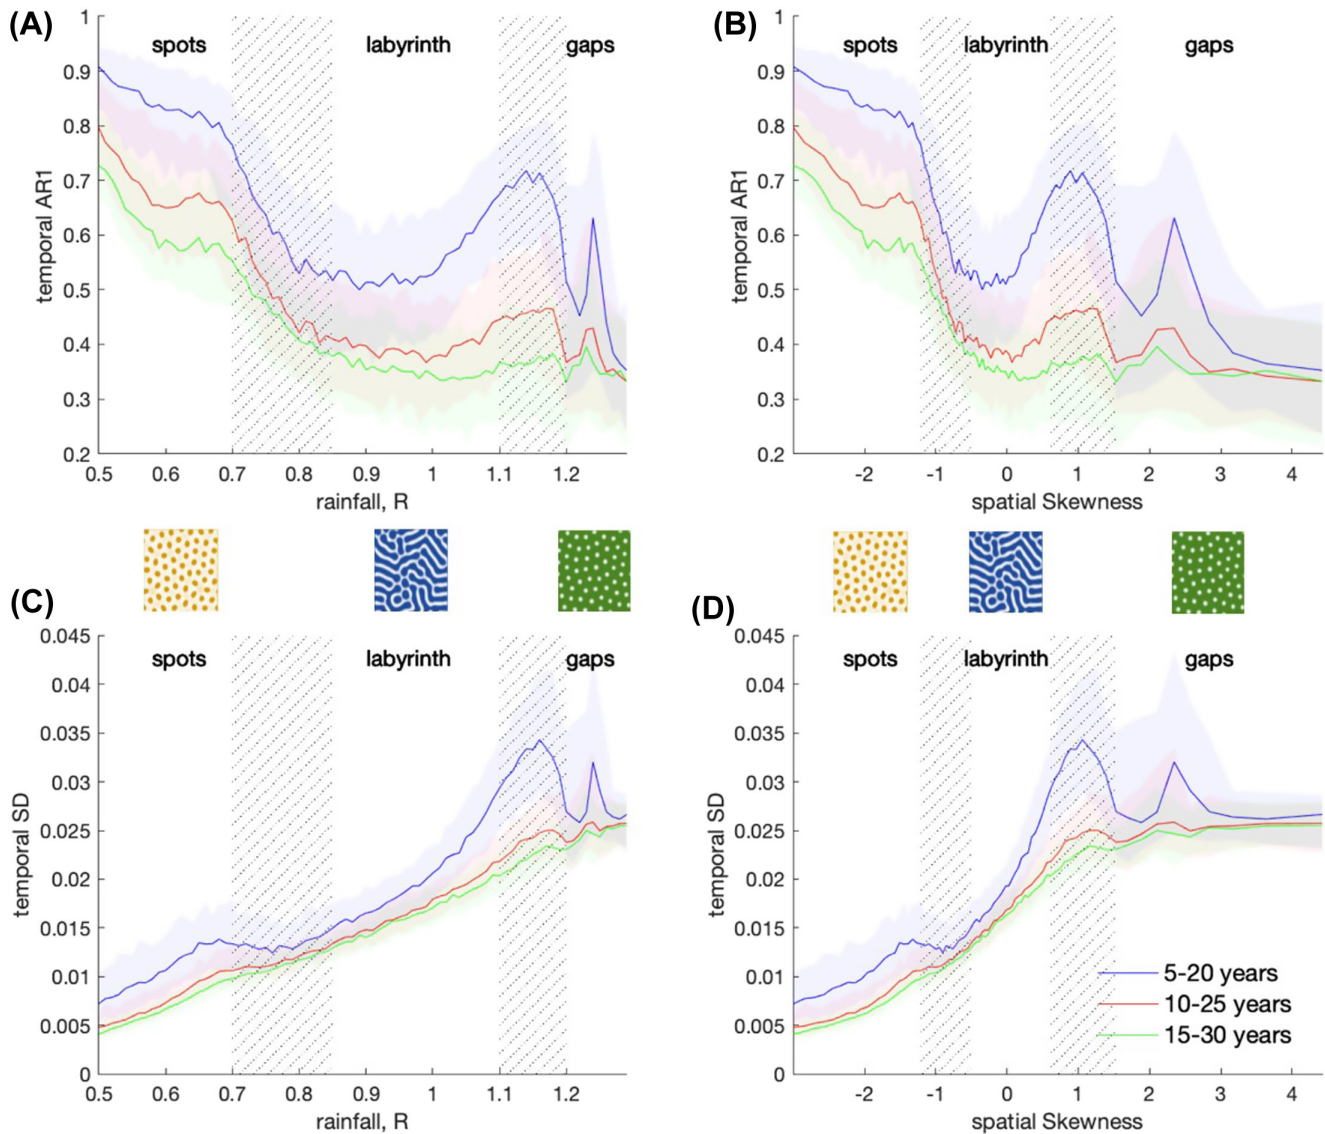 (A)
1
0.9
0.8
0.7
0.6
0.5
0.4
0.3
0.2
temporal AR1
spots
labyrinth
gaps
0.5 0.6 0.7 0.8 0.9 1 1.1 1.2
rainfall, R
(B)
1
0.9
0.8
0.7
0.6
0.5
0.4
0.3
0.2
temporal AR1
spots
labyrinth
gaps
-2 -1 0 1 2 3 4
spatial Skewness
(C)
0.045
0.04
0.035
0.03
0.025
0.02
0.015
0.01
0.005
0
temporal SD
spots
labyrinth
gaps
0.5 0.6 0.7 0.8 0.9 1 1.1 1.2
rainfall, R
(D)
0.045
0.04
0.035
0.03
0.025
0.02
0.015
0.01
0.005
0
temporal SD
spots
labyrinth
gaps
5-20 years
10-25 years
15-30 years
-2 -1 0 1 2 3 4
spatial Skewness